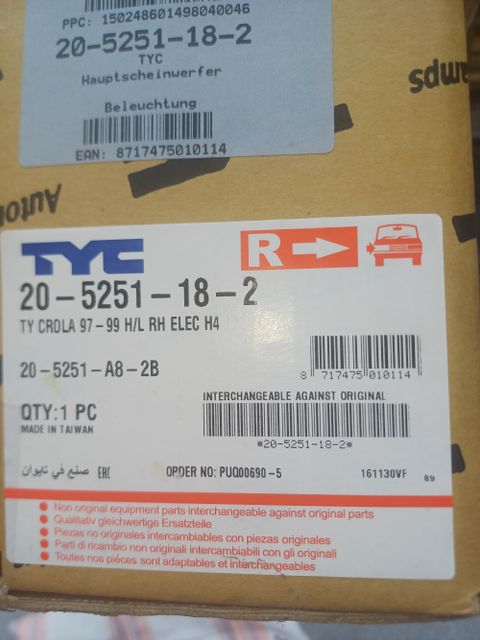 PPC: 150248601498040046
20-5251-18-2
TYC
Hauptscheinwerfer
Beleuchtung
EAN: 8717475010114
TYC
R
20-5251-18-2
TY CROLA 97-99 H/L RH ELEC H4
20-5251-A8-2B
8 717475 010114
INTERCHANGEABLE AGAINST ORIGINAL
*20-5251-18-2*
QTY:1 PC
MADE IN TAIWAN
صنع في تايوان EAC
ORDER NO: PUQ00690-5
161130VF
89
Non original equipment parts interchangeable against original parts
Qualitativ gleichwertige Ersatzteile
Piezas no originales intercambiables con piezas originales
Parti di ricambio non originali intercambiabili con gli originali
Toutes nos piéces sont adaptables et interchangeables